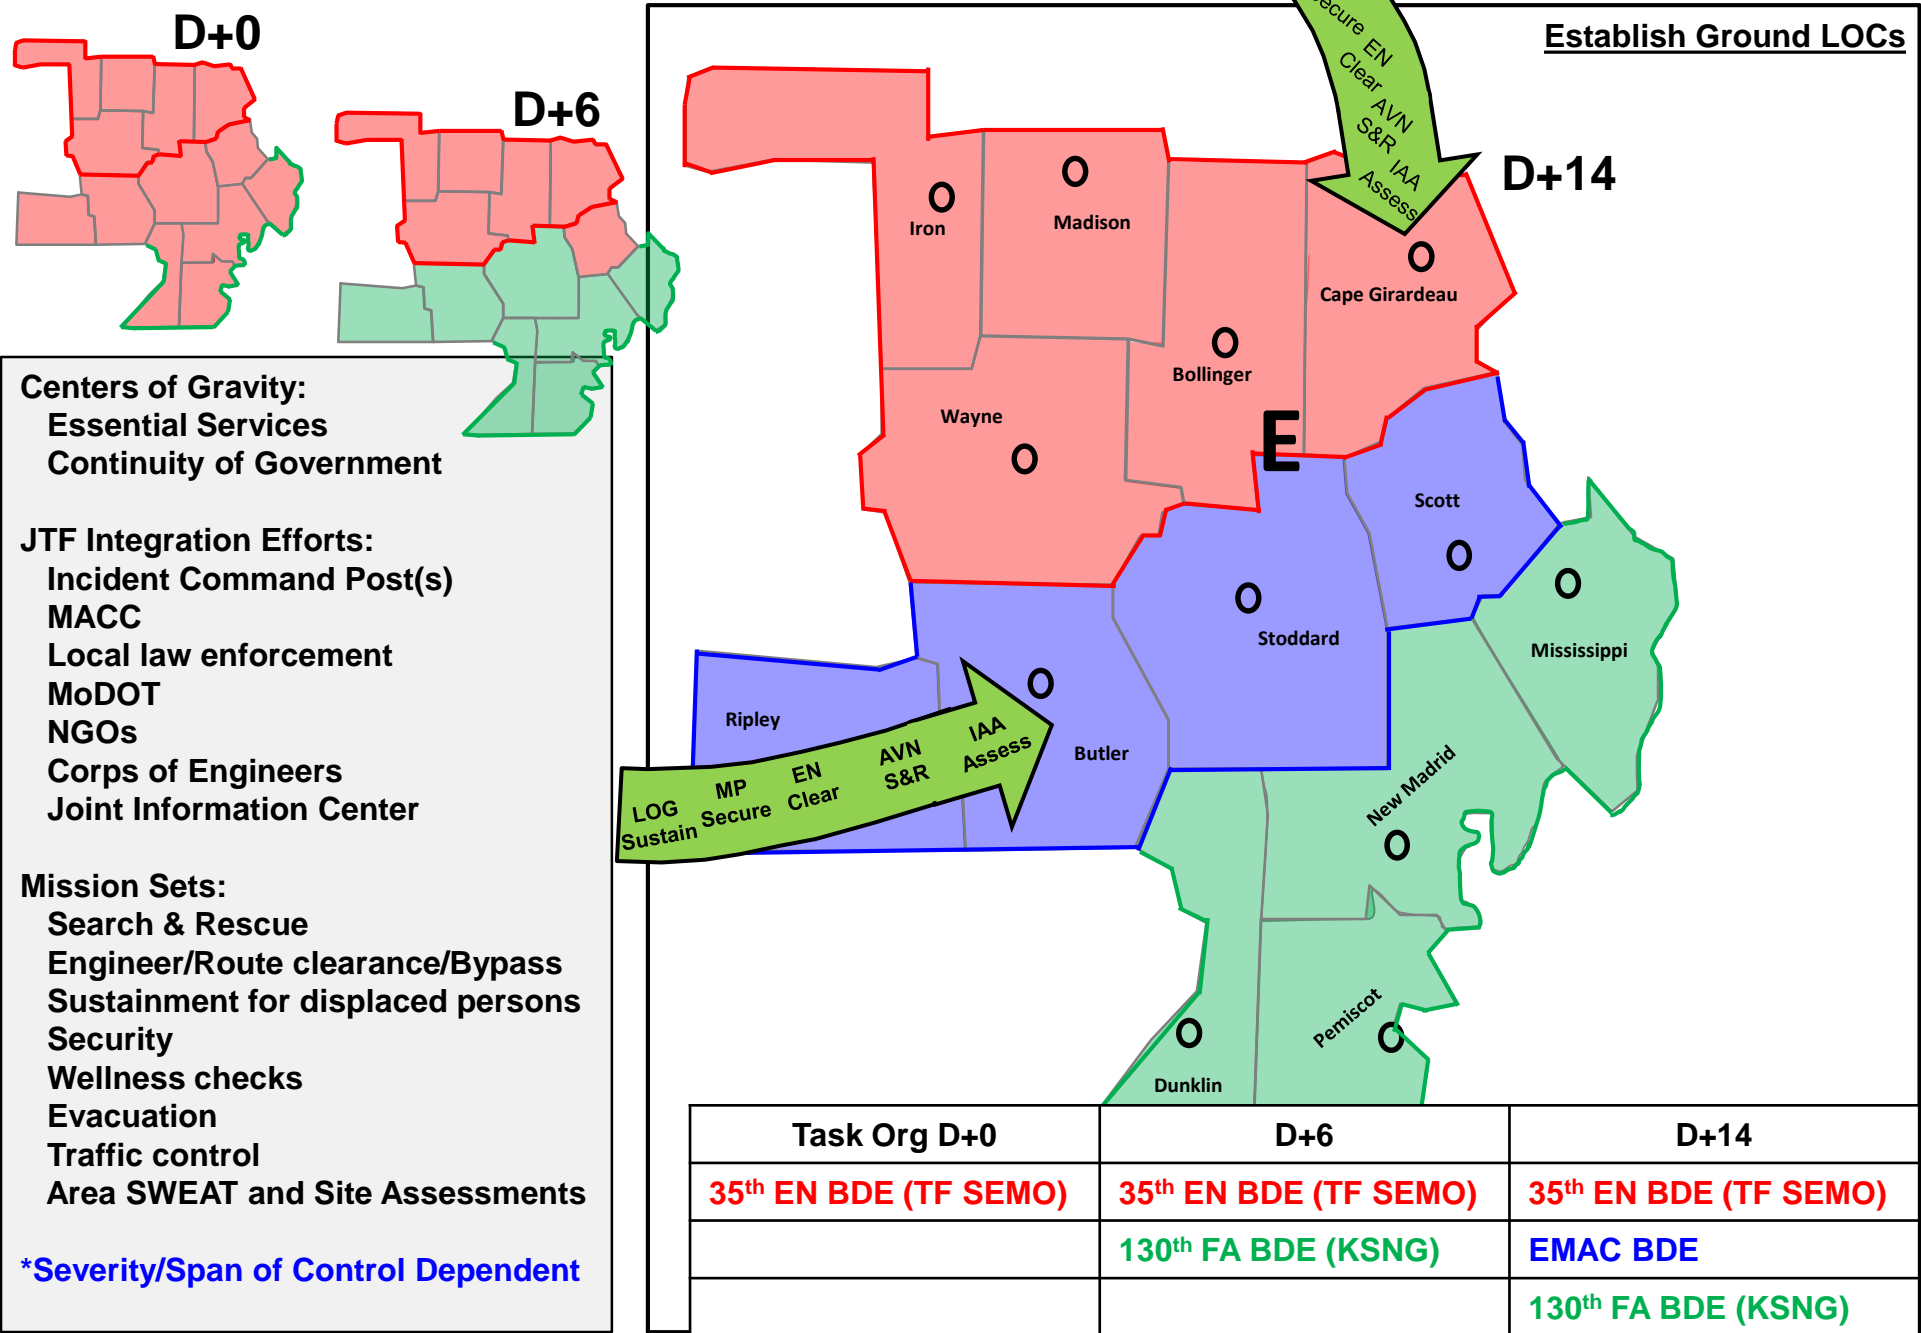 D+0
D+6
Establish Ground LOCs
Secure EN
Clear AVN
S&R IAA
Assess
D+14
Iron
Madison
Cape Girardeau
Bollinger
Wayne
E
Scott
Stoddard
Mississippi
Ripley
Butler
New Madrid
Pemiscot
Dunklin
LOG
Sustain
MP
Secure
EN
Clear
AVN
S&R
IAA
Assess
Centers of Gravity:
Essential Services
Continuity of Government
JTF Integration Efforts:
Incident Command Post(s)
MACC
Local law enforcement
MoDOT
NGOs
Corps of Engineers
Joint Information Center
Mission Sets:
Search & Rescue
Engineer/Route clearance/Bypass
Sustainment for displaced persons
Security
Wellness checks
Evacuation
Traffic control
Area SWEAT and Site Assessments
*Severity/Span of Control Dependent
Task Org D+0 D+6 D+14
35th EN BDE (TF SEMO) 35th EN BDE (TF SEMO) 35th EN BDE (TF SEMO)
130th FA BDE (KSNG) EMAC BDE
130th FA BDE (KSNG)